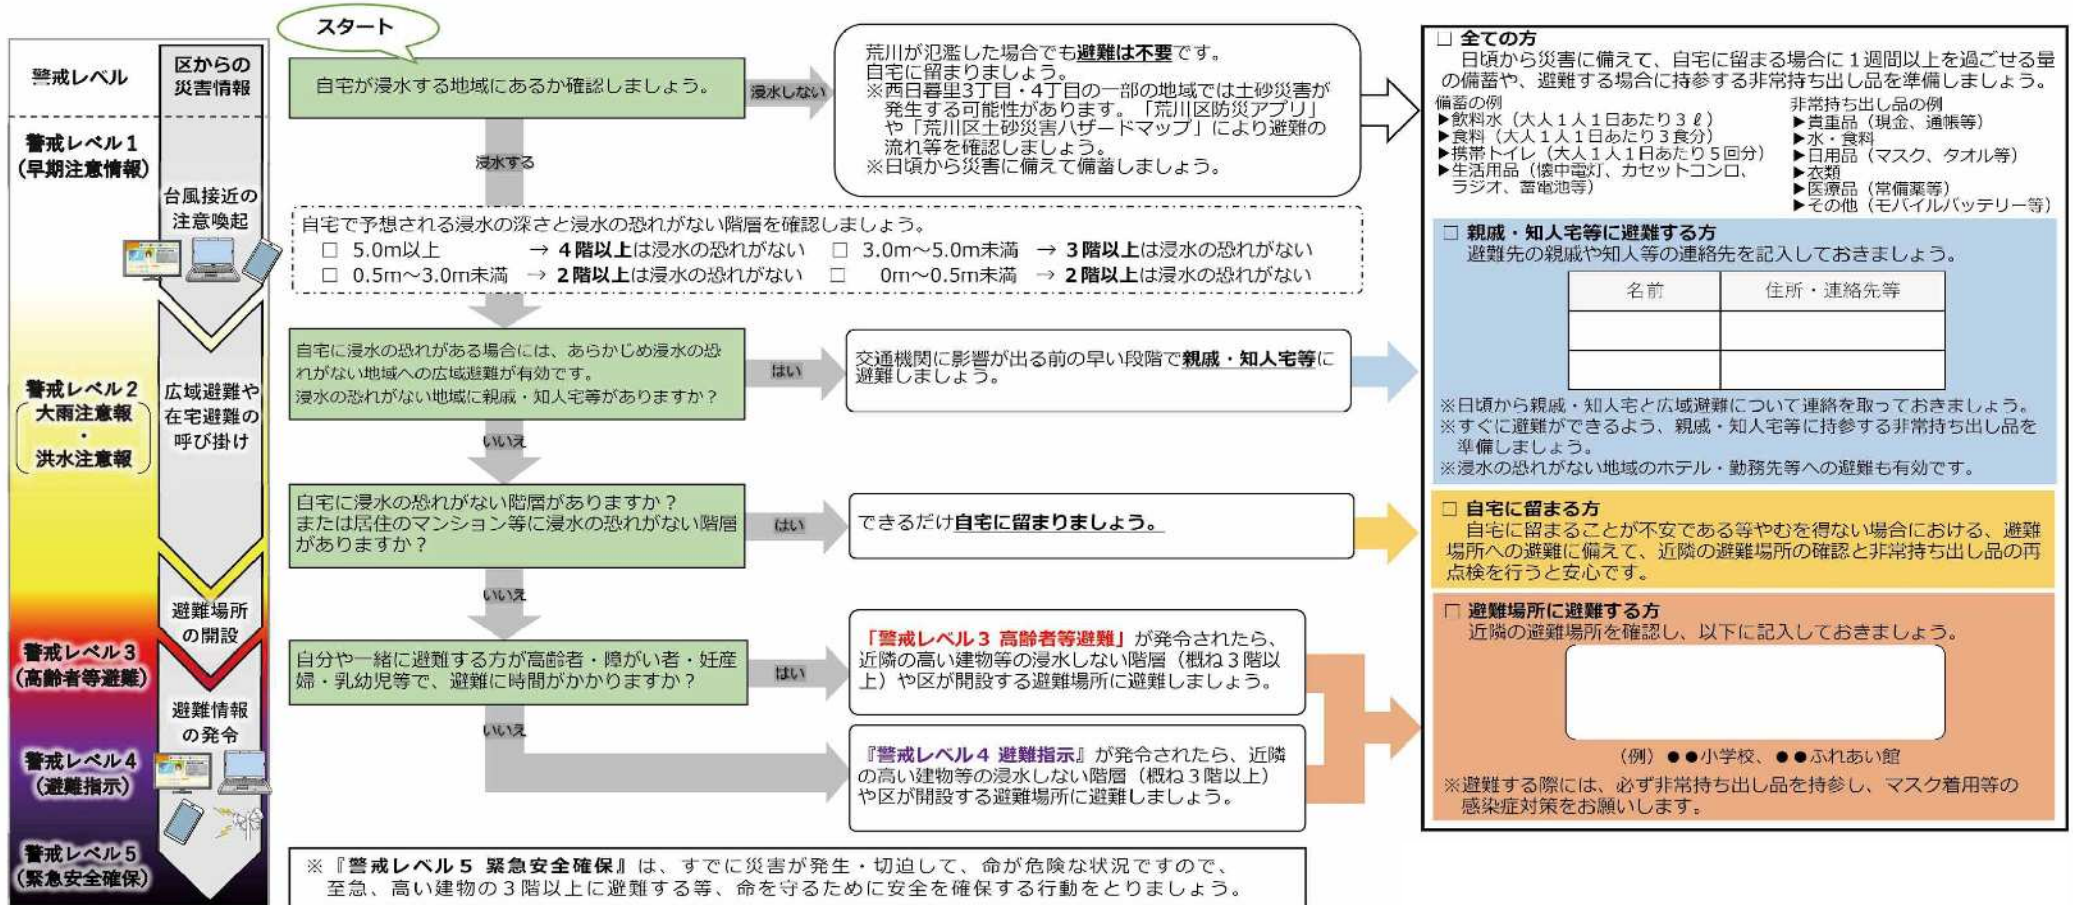 スタート
警戒レベル
区からの
災害情報
警戒レベル1
(早期注意情報)
台風接近の
注意喚起
警戒レベル2
大雨注意報
・
洪水注意報
広域避難や
在宅避難の
呼び掛け
避難場所
の開設
警戒レベル3
(高齢者等避難)
避難情報
の発令
警戒レベル4
(避難指示)
警戒レベル5
(緊急安全確保)
自宅が浸水する地域にあるか確認しましょう。
浸水しない
荒川が氾濫した場合でも避難は不要です。
自宅に留まりましょう。
※西日暮里3丁目・4丁目の一部の地域では土砂災害が
発生する可能性があります。「荒川区防災アプリ」
や「荒川区土砂災害ハザードマップ」により避難の
流れ等を確認しましょう。
※日頃から災害に備えて備蓄しましょう。
浸水する
自宅で予想される浸水の深さと浸水の恐れがない階層を確認しましょう。
□ 5.0m以上 → 4階以上は浸水の恐れがない □ 3.0m～5.0m未満 → 3階以上は浸水の恐れがない
□ 0.5m～3.0m未満 → 2階以上は浸水の恐れがない □ 0m～0.5m未満 → 2階以上は浸水の恐れがない
自宅に浸水の恐れがある場合には、あらかじめ浸水の恐
れがない地域への広域避難が有効です。
浸水の恐れがない地域に親戚・知人宅等がありますか？
はい
交通機関に影響が出る前の早い段階で親戚・知人宅等に
避難しましょう。
いいえ
自宅に浸水の恐れがない階層がありますか？
または居住のマンション等に浸水の恐れがない階層
がありますか？
はい
できるだけ自宅に留まりましょう。
いいえ
自分や一緒に避難する方が高齢者・障がい者・妊産
婦・乳幼児等で、避難に時間がかかりますか？
はい
「警戒レベル3 高齢者等避難」が発令されたら、
近隣の高い建物等の浸水しない階層（概ね3階以
上）や区が開設する避難場所に避難しましょう。
いいえ
『警戒レベル4 避難指示』が発令されたら、近隣
の高い建物等の浸水しない階層（概ね3階以上）
や区が開設する避難場所に避難しましょう。
※『警戒レベル5 緊急安全確保』は、すでに災害が発生・切迫して、命が危険な状況ですので、
至急、高い建物の3階以上に避難する等、命を守るために安全を確保する行動をとりましょう。
□ 全ての方
日頃から災害に備えて、自宅に留まる場合に1週間以上を過ごせる量
の備蓄や、避難する場合に持参する非常持ち出し品を準備しましょう。
備蓄の例
▶飲料水（大人1人1日あたり3ℓ）
▶食料（大人1人1日あたり3食分）
▶携帯トイレ（大人1人1日あたり5回分）
▶生活用品（懐中電灯、カセットコンロ、
ラジオ、蓄電池等）
非常持ち出し品の例
▶貴重品（現金、通帳等）
▶水・食料
▶日用品（マスク、タオル等）
▶衣類
▶医療品（常備薬等）
▶その他（モバイルバッテリー等）
□ 親戚・知人宅等に避難する方
避難先の親戚や知人等の連絡先を記入しておきましょう。
名前 住所・連絡先等
※日頃から親戚・知人宅と広域避難について連絡を取っておきましょう。
※すぐに避難ができるよう、親戚・知人宅等に持参する非常持ち出し品を
準備しましょう。
※浸水の恐れがない地域のホテル・勤務先等への避難も有効です。
□ 自宅に留まる方
自宅に留まることが不安である等やむを得ない場合における、避難
場所への避難に備えて、近隣の避難場所の確認と非常持ち出し品の再
点検を行うと安心です。
□ 避難場所に避難する方
近隣の避難場所を確認し、以下に記入しておきましょう。
（例）●●小学校、●●ふれあい館
※避難する際には、必ず非常持ち出し品を持参し、マスク着用等の
感染症対策をお願いします。